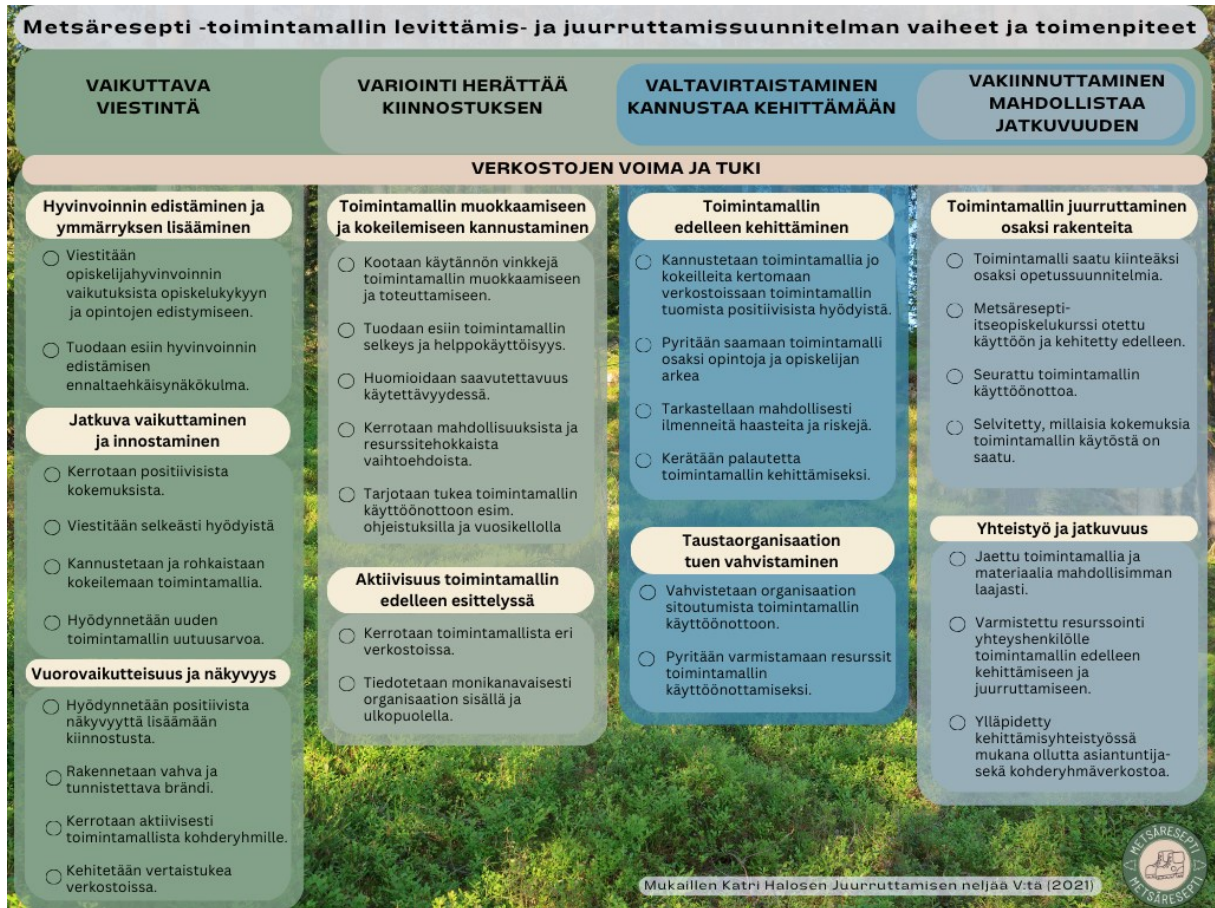 Metsäresepti -toimintamallin levittämis- ja juurruttamissuunnitelman vaiheet ja toimenpiteet
VAIKUTTAVA
VIESTINTÄ
VARIOINTI HERÄTTÄÄ
KIINNOSTUKSEN
VALTAVIRTAISTAMINEN
KANNUSTAA KEHITTÄMÄÄN
VAKIINNUTTAMINEN
MAHDOLLISTAA
JATKUVUUDEN
VERKOSTOJEN VOIMA JA TUKI
Hyvinvoinnin edistäminen ja
ymmärryksen lisääminen
Viestitään
opiskelijahyvinvoinnin
vaikutuksista opiskelukykyyn
ja opintojen edistymiseen.
Tuodaan esiin hyvinvoinnin
edistämisen
ennaltaehkäisynäkökulma.
Jatkuva vaikuttaminen
ja innostaminen
Kerrotaan positiivisista
kokemuksista.
Viestitään selkeästi hyödyistä
Kannustetaan ja rohkaistaan
kokeilemaan toimintamallia.
Hyödynnetään uuden
toimintamallin uutuusarvoa.
Vuorovaikutteisuus ja näkyvyys
Hyödynnetään positiivista
näkyvyyttä lisäämään
kiinnostusta.
Rakennetaan vahva ja
tunnistettava brändi.
Kerrotaan aktiivisesti
toimintamallista kohderyhmille.
Kehitetään vertaistukea
verkostoissa.
Toimintamallin muokkaamiseen
ja kokeilemiseen kannustaminen
Kootaan käytännön vinkkejä
toimintamallin muokkaamiseen
ja toteuttamiseen.
Tuodaan esiin toimintamallin
selkeys ja helppokäyttöisyys.
Huomioidaan saavutettavuus
käytettävyydessä.
Kerrotaan mahdollisuuksista ja
resurssitehokkaista
vaihtoehdoista.
Tarjotaan tukea toimintamallin
käyttöönottoon esim.
ohjeistuksilla ja vuosikellolla
Aktiivisuus toimintamallin
edelleen esittelyssä
Kerrotaan toimintamallista eri
verkostoissa.
Tiedotetaan monikanavaisesti
organisaation sisällä ja
ulkopuolella.
Toimintamallin
edelleen kehittäminen
Kannustetaan toimintamallia jo
kokeilleita kertomaan
verkostoissaan toimintamallin
tuomista positiivisista hyödyistä.
Pyritään saamaan toimintamalli
osaksi opintoja ja opiskelijan
arkea
Tarkastellaan mahdollisesti
ilmenneitä haasteita ja riskejä.
Kerätään palautetta
toimintamallin kehittämiseksi.
Taustaorganisaation
tuen vahvistaminen
Vahvistetaan organisaation
sitoutumista toimintamallin
käyttöönottoon.
Pyritään varmistamaan resurssit
toimintamallin
käyttöönottamiseksi.
Toimintamallin juurruttaminen
osaksi rakenteita
Toimintamalli saatu kiinteäksi
osaksi opetussuunnitelmia.
Metsäresepti-
itseopiskelukurssi otettu
käyttöön ja kehitetty edelleen.
Seurattu toimintamallin
käyttöönottoa.
Selvitetty, millaisia kokemuksia
toimintamallin käytöstä on
saatu.
Yhteistyö ja jatkuvuus
Jaettu toimintamallia ja
materiaalia mahdollisimman
laajasti.
Varmistettu resurssointi
yhteyshenkilölle
toimintamallin edelleen
kehittämiseen ja
juurruttamiseen.
Ylläpidetty
kehittämisyhteistyössä
mukana ollutta asiantuntija-
sekä kohderyhmäverkostoa.
Mukaillen Katri Halosen Juurruttamisen neljää V:tä (2021)
METSÄRESEPTI
METSÄRESEPTI